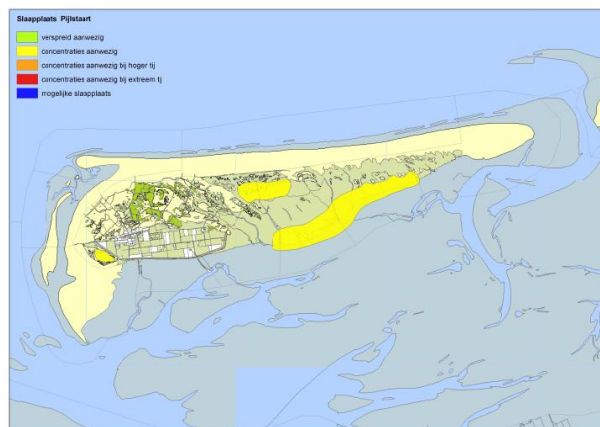 Slaapplaats Pijlstaart
verspreid aanwezig
concentraties aanwezig
concentraties aanwezig bij hoger tij
concentraties aanwezig bij extreem tij
mogelijke slaapplaats